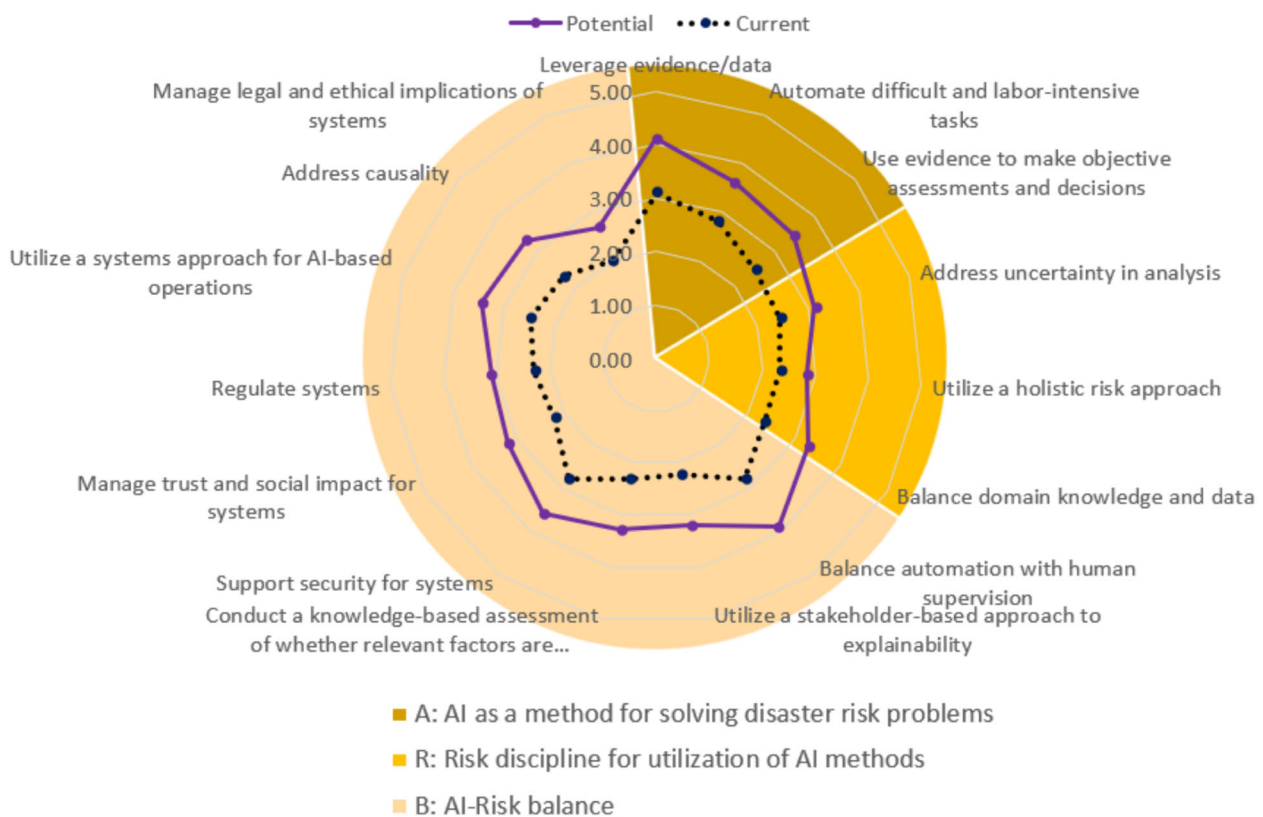 Potential
Current
Leverage evidence/data
Automate difficult and labor-intensive
tasks
Use evidence to make objective
assessments and decisions
Address uncertainty in analysis
Utilize a holistic risk approach
Balance domain knowledge and data
Balance automation with human
supervision
Utilize a stakeholder-based approach to
explainability
Conduct a knowledge-based assessment
of whether relevant factors are…
Support security for systems
Manage trust and social impact for
systems
Regulate systems
Utilize a systems approach for AI-based
operations
Address causality
Manage legal and ethical implications of
systems
5.00
4.00
3.00
2.00
1.00
0.00
A: AI as a method for solving disaster risk problems
R: Risk discipline for utilization of AI methods
B: AI-Risk balance